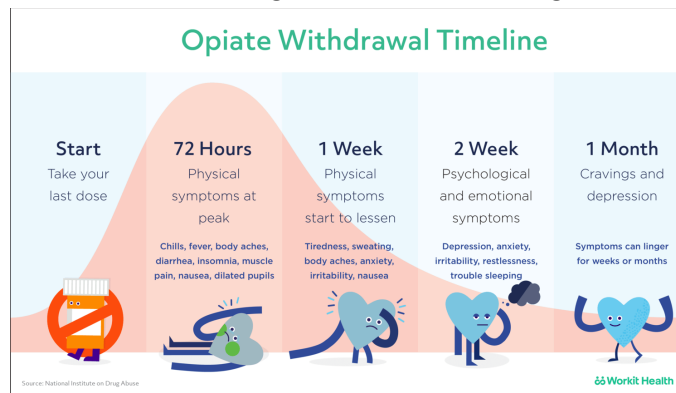 Opiate Withdrawal Timeline
Start
Take your
last dose
72 Hours
Physical
symptoms at
peak
Chills, fever, body aches,
diarrhea, insomnia, muscle
pain, nausea, dilated pupils
1 Week
Physical
symptoms
start to lessen
Tiredness, sweating,
body aches, anxiety,
irritability, nausea
2 Week
Psychological
and emotional
symptoms
Depression, anxiety,
irritability, restlessness,
trouble sleeping
1 Month
Cravings and
depression
Symptoms can linger
for weeks or months
Source: National Institute on Drug Abuse
Workit Health